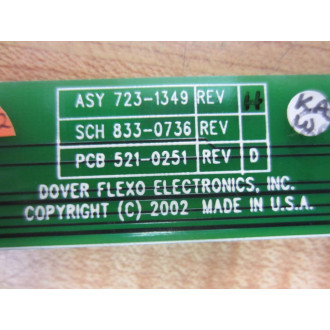 ASY 723-1349 REV H
SCH 833-0736 REV
PCB 521-0251 REV D
DOVER FLEXO ELECTRONICS, INC.
COPYRIGHT (C) 2002 MADE IN U.S.A.